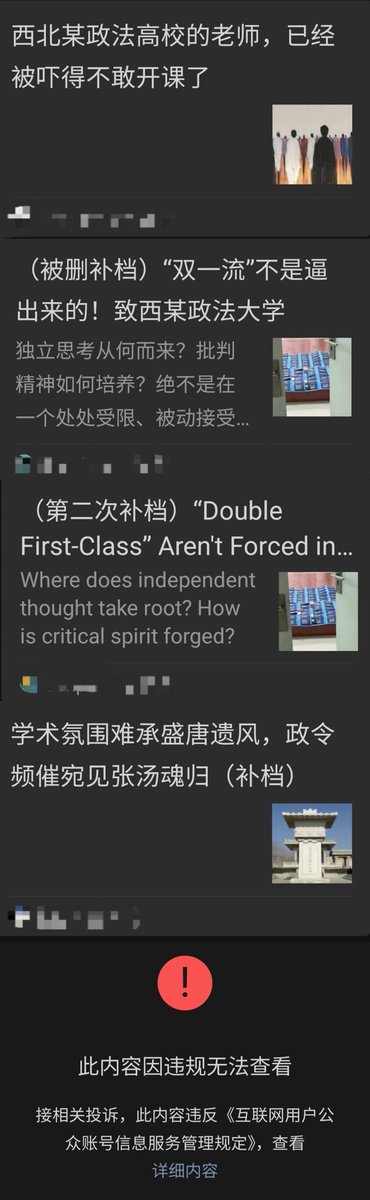 西北某政法高校的老师，已经
被吓得不敢开课了
（被删补档）“双一流”不是逼
出来的！致西某政法大学
独立思考从何而来？批判
精神如何培养？绝不是在
一个处处受限、被动接受...
（第二次补档）“Double
First-Class” Aren't Forced in...
Where does independent
thought take root? How
is critical spirit forged?
学术氛围难承盛唐遗风，政令
频催宛见张汤魂归（补档）
此内容因违规无法查看
接相关投诉，此内容违反《互联网用户公
众账号信息服务管理规定》，查看
详细内容